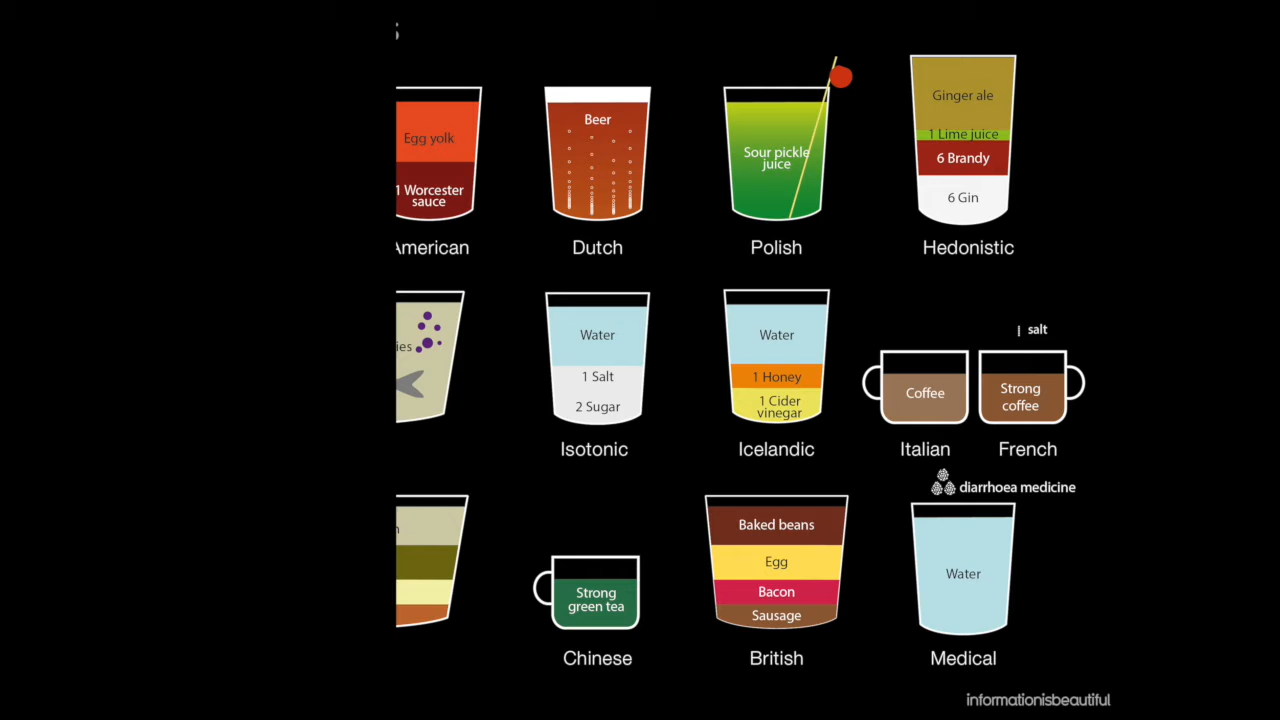 Egg yolk
1 Worcester
sauce
American
Beer
Dutch
Sour pickle
juice
Polish
Ginger ale
1 Lime juice
6 Brandy
6 Gin
Hedonistic
ies
Water
1 Salt
2 Sugar
Isotonic
Water
1 Honey
1 Cider
vinegar
Icelandic
Coffee
Italian
salt
Strong
coffee
French
Strong
green tea
Chinese
Baked beans
Egg
Bacon
Sausage
British
diarrhoea medicine
Water
Medical
informationisbeautiful